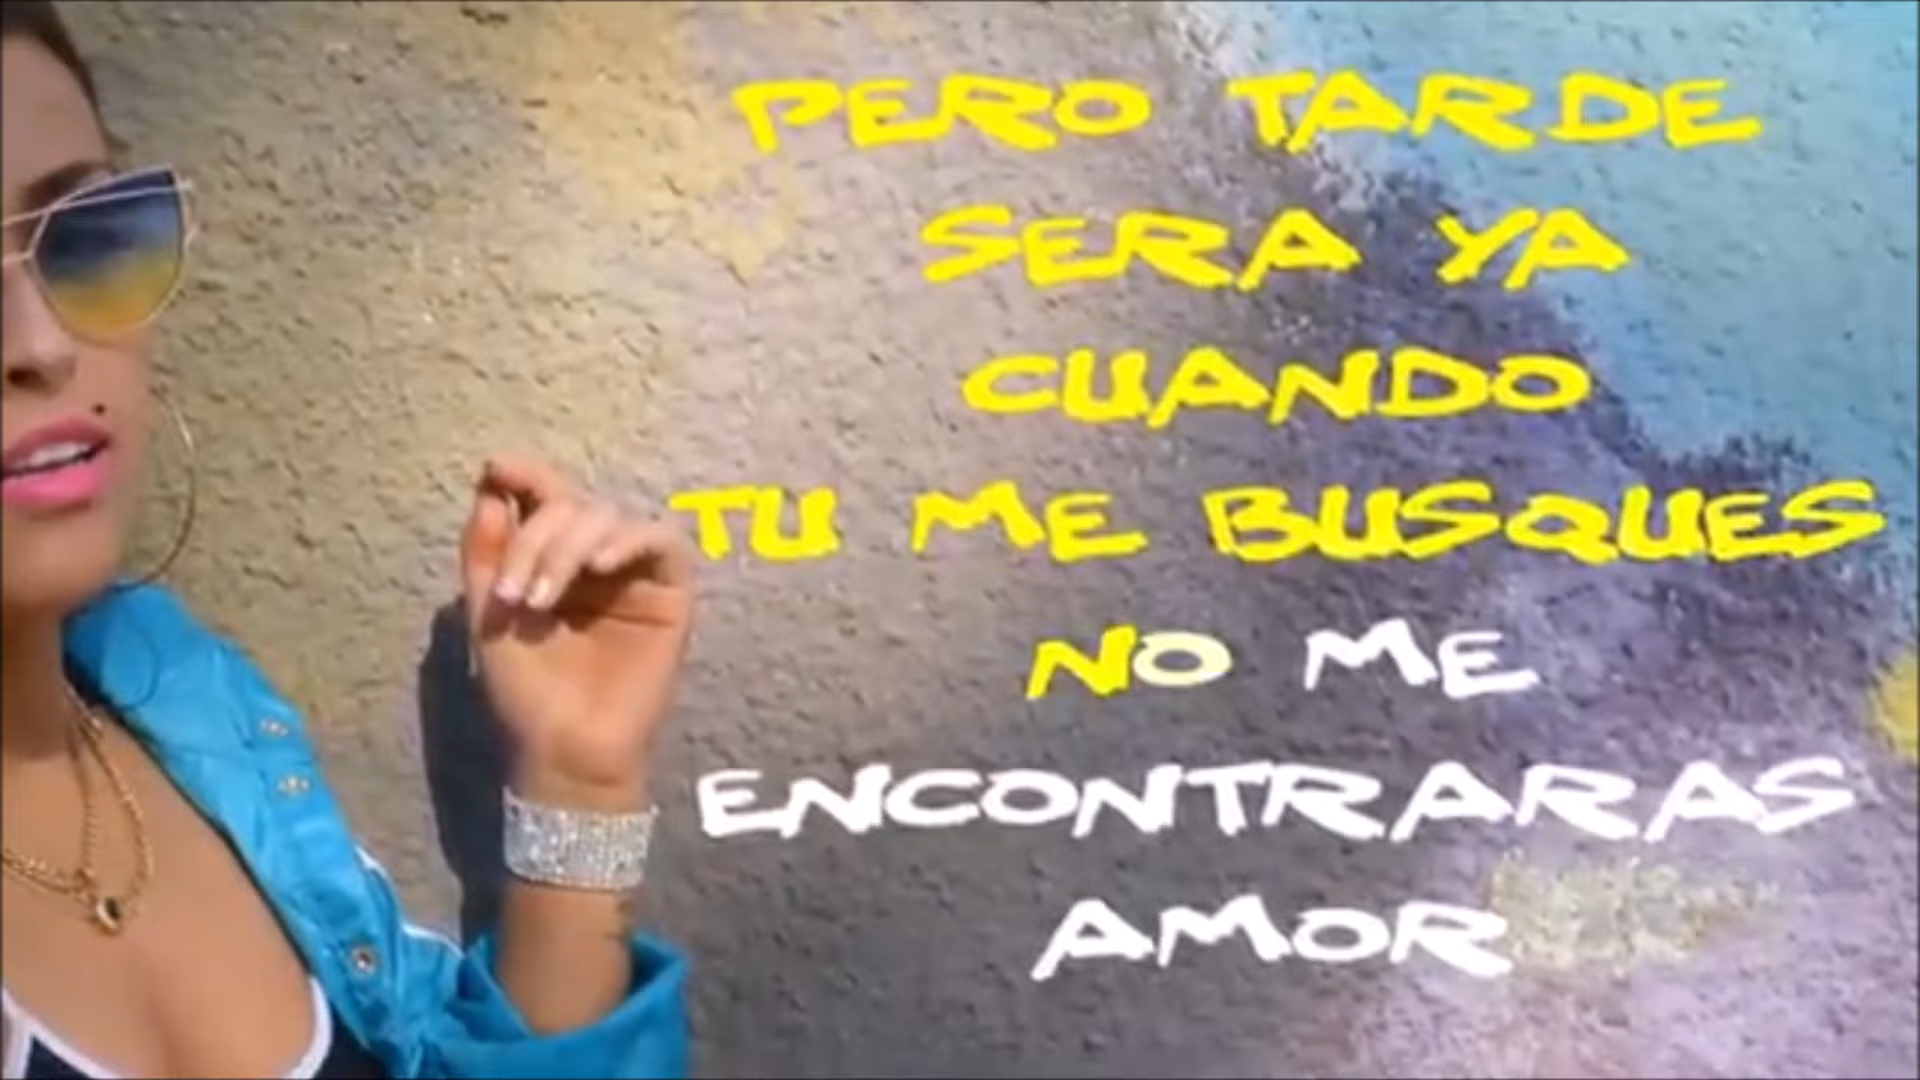 PERO TARDE
SERA YA
CUANDO
TU ME BUSQUES
NO ME
ENCONTRARAS
AMOR